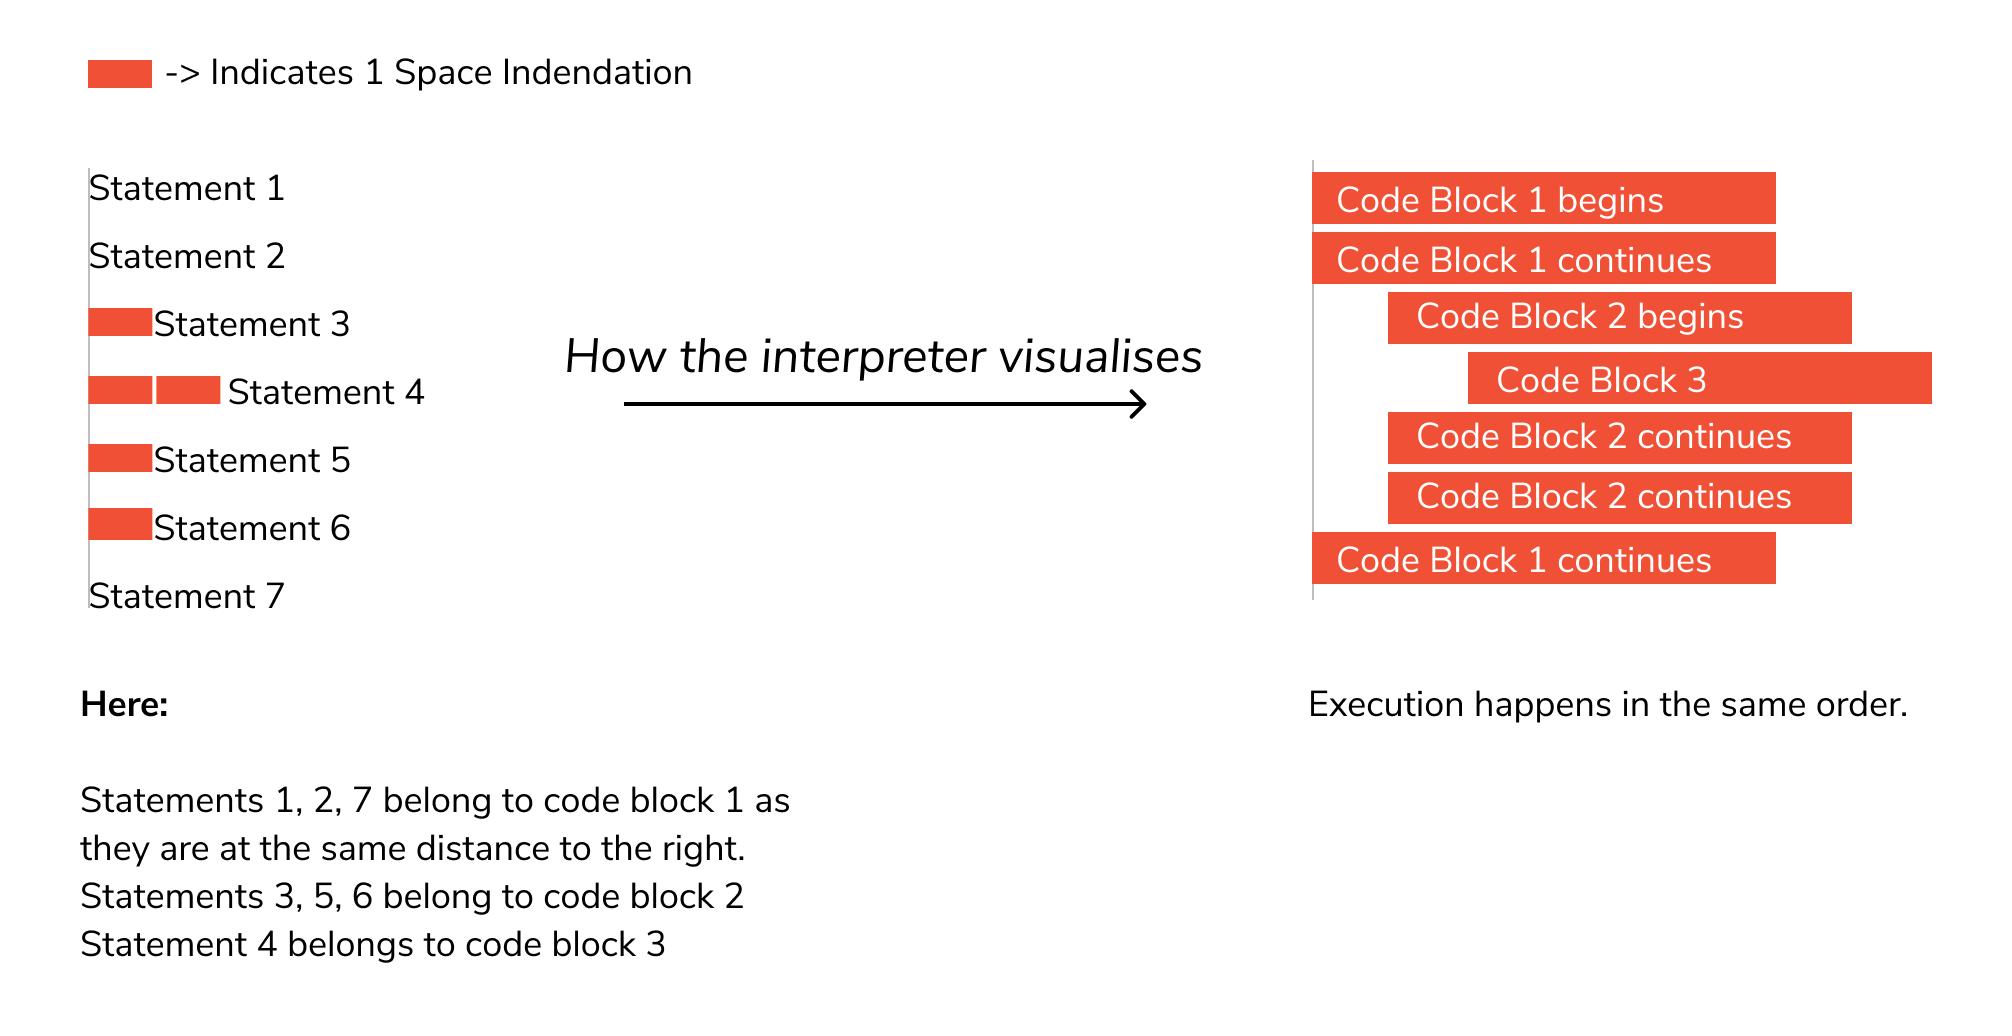 -> Indicates 1 Space Indendation
Statement 1
Statement 2
Statement 3
Statement 4
Statement 5
Statement 6
Statement 7
How the interpreter visualises
Code Block 1 begins
Code Block 1 continues
Code Block 2 begins
Code Block 3
Code Block 2 continues
Code Block 2 continues
Code Block 1 continues
Here:
Statements 1, 2, 7 belong to code block 1 as
they are at the same distance to the right.
Statements 3, 5, 6 belong to code block 2
Statement 4 belongs to code block 3
Execution happens in the same order.